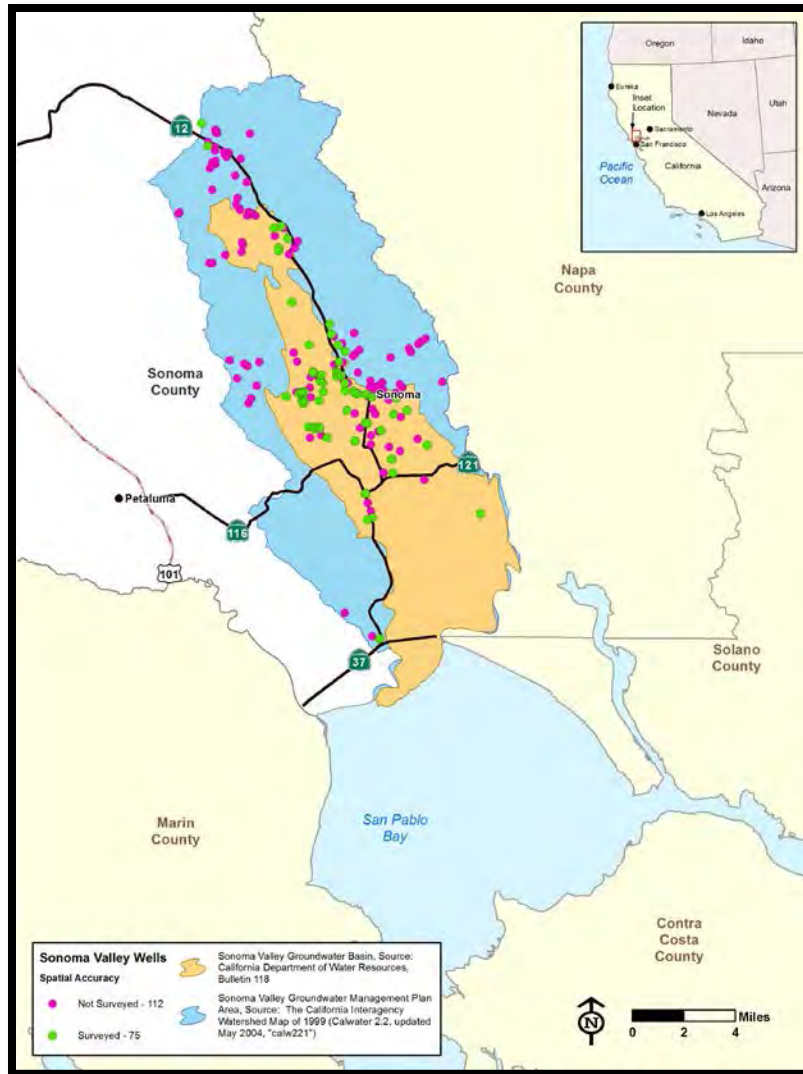 Oregon
Idaho
Eureka
Inset
Location
Nevada
Utah
Sacramento
San Francisco
Pacific
Ocean
California
Arizona
Los Angeles
12
Napa
County
Sonoma
County
Sonoma
121
Petaluma
116
101
Solano
County
37
San Pablo
Bay
Marin
County
Contra
Costa
County
Sonoma Valley Wells
Spatial Accuracy
Not Surveyed - 112
Surveyed - 75
Sonoma Valley Groundwater Basin, Source:
California Department of Water Resources,
Bulletin 118
Sonoma Valley Groundwater Management Plan
Area, Source: The California Interagency
Watershed Map of 1999 (Calwater 2.2, updated
May 2004, "calw221")
N
Miles
0 2 4